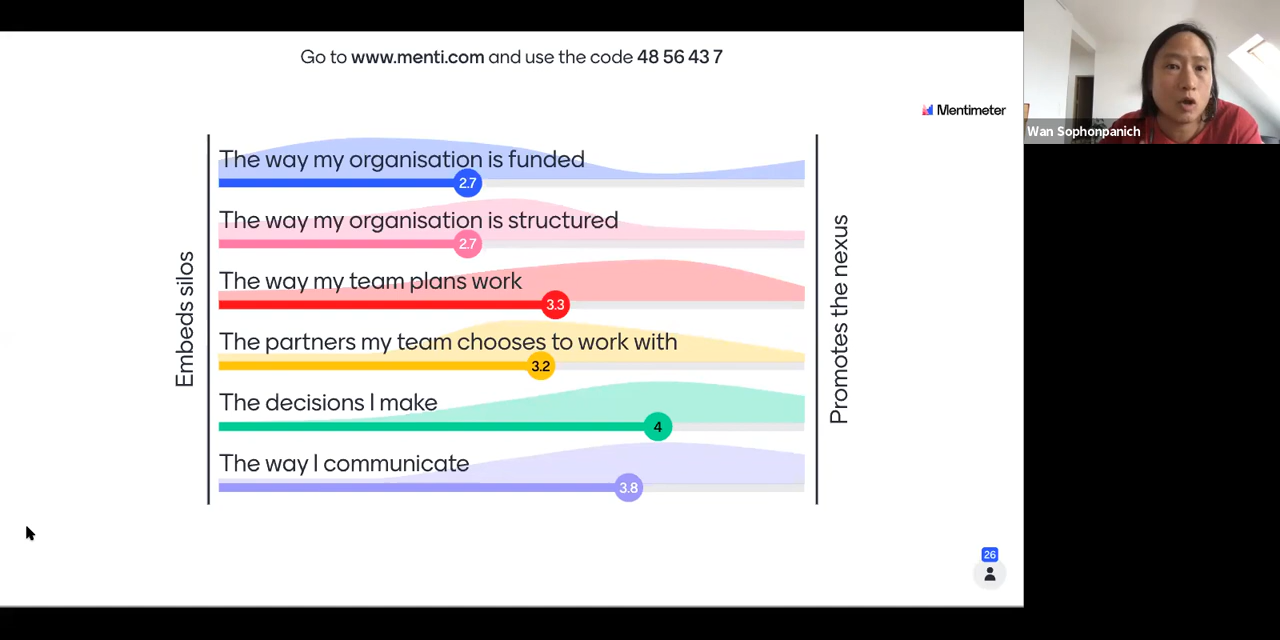 Go to www.menti.com and use the code 48 56 43 7
Mentimeter
Wan Sophonpanich
Embeds silos
The way my organisation is funded
2.7
The way my organisation is structured
2.7
The way my team plans work
3.3
The partners my team chooses to work with
3.2
The decisions I make
4
The way I communicate
3.8
Promotes the nexus
26